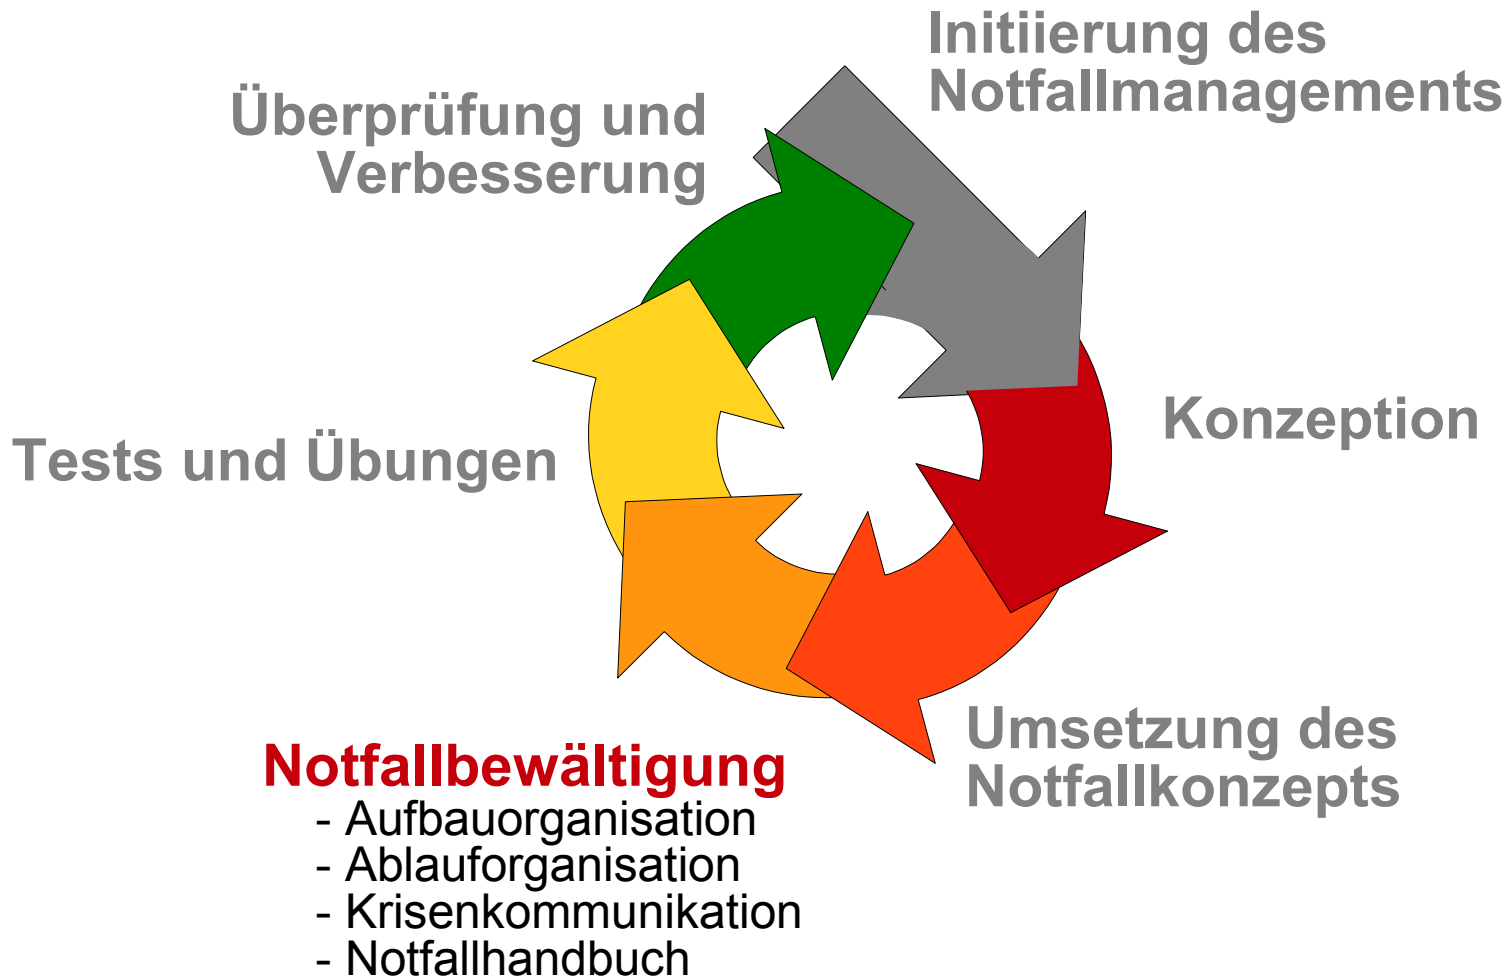 Initiierung des
Notfallmanagements
Überprüfung und
Verbesserung
Konzeption
Tests und Übungen
Umsetzung des
Notfallkonzepts
Notfallbewältigung
- Aufbauorganisation
- Ablauforganisation
- Krisenkommunikation
- Notfallhandbuch